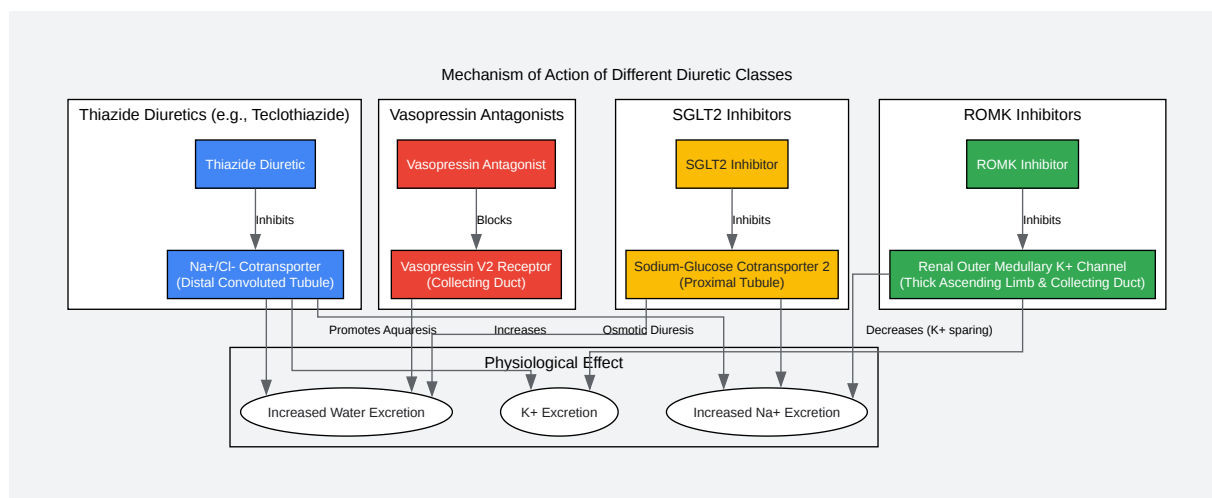 Mechanism of Action of Different Diuretic Classes
Thiazide Diuretics (e.g., Teclothiazide)
Vasopressin Antagonists
SGLT2 Inhibitors
ROMK Inhibitors
Thiazide Diuretic
Vasopressin Antagonist
SGLT2 Inhibitor
ROMK Inhibitor
Inhibits
Blocks
Inhibits
Inhibits
Na+/Cl- Cotransporter
(Distal Convoluted Tubule)
Vasopressin V2 Receptor
(Collecting Duct)
Sodium-Glucose Cotransporter 2
(Proximal Tubule)
Renal Outer Medullary K+ Channel
(Thick Ascending Limb & Collecting Duct)
Promotes Aquaresis
Increases
Osmotic Diuresis
Decreases (K+ sparing)
Physiological Effect
Increased Water Excretion
K+ Excretion
Increased Na+ Excretion